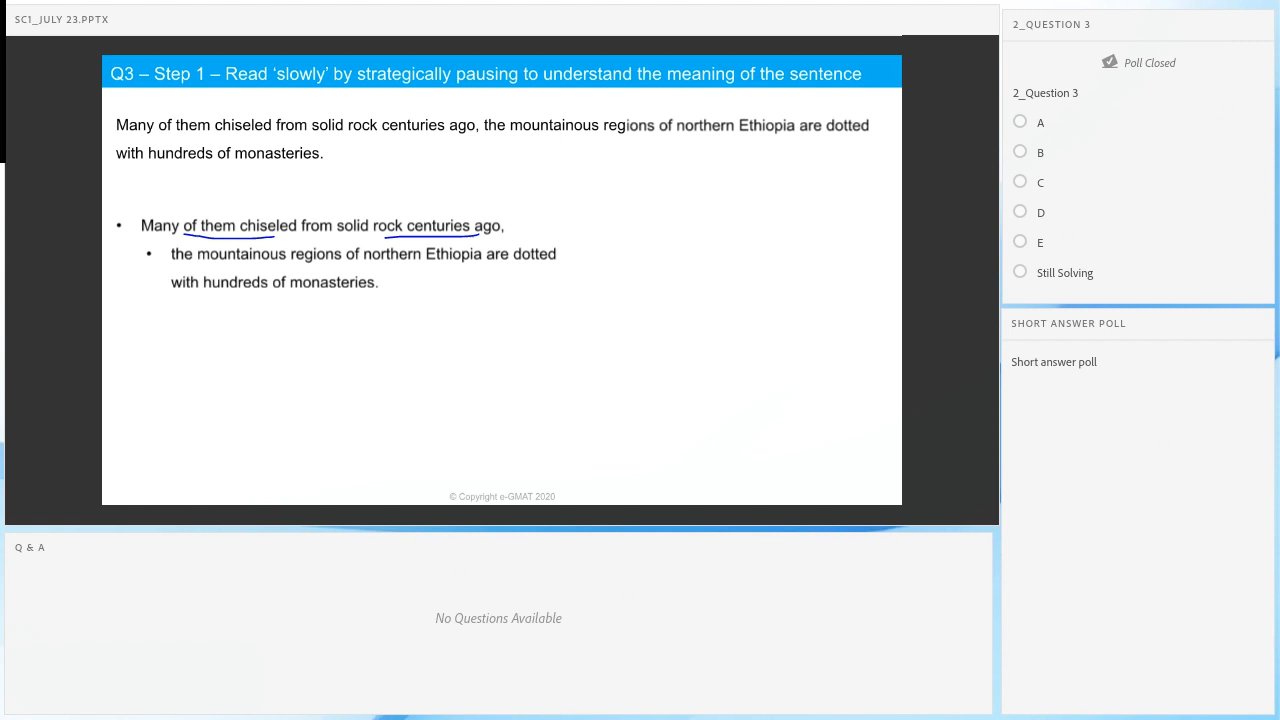 SC1_JULY 23.PPTX
Q3 – Step 1 – Read ‘slowly’ by strategically pausing to understand the meaning of the sentence
Many of them chiseled from solid rock centuries ago, the mountainous regions of northern Ethiopia are dotted
with hundreds of monasteries.
• Many of them chiseled from solid rock centuries ago,
• the mountainous regions of northern Ethiopia are dotted
with hundreds of monasteries.
© Copyright e-GMAT 2020
Q & A
No Questions Available
2_QUESTION 3
Poll Closed
2_Question 3
A
B
C
D
E
Still Solving
SHORT ANSWER POLL
Short answer poll